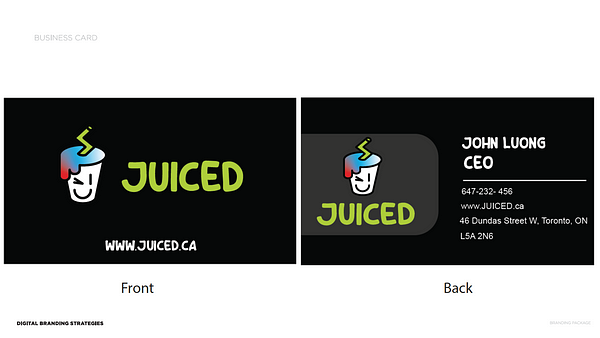 BUSINESS CARD
JUICED
WWW.JUICED.CA
JUICED
JOHN LUONG
CEO
647-232- 456
www.JUICED.ca
46 Dundas Street W, Toronto, ON
L5A 2N6
Front
Back
DIGITAL BRANDING STRATEGIES
BRANDING PACKAGE